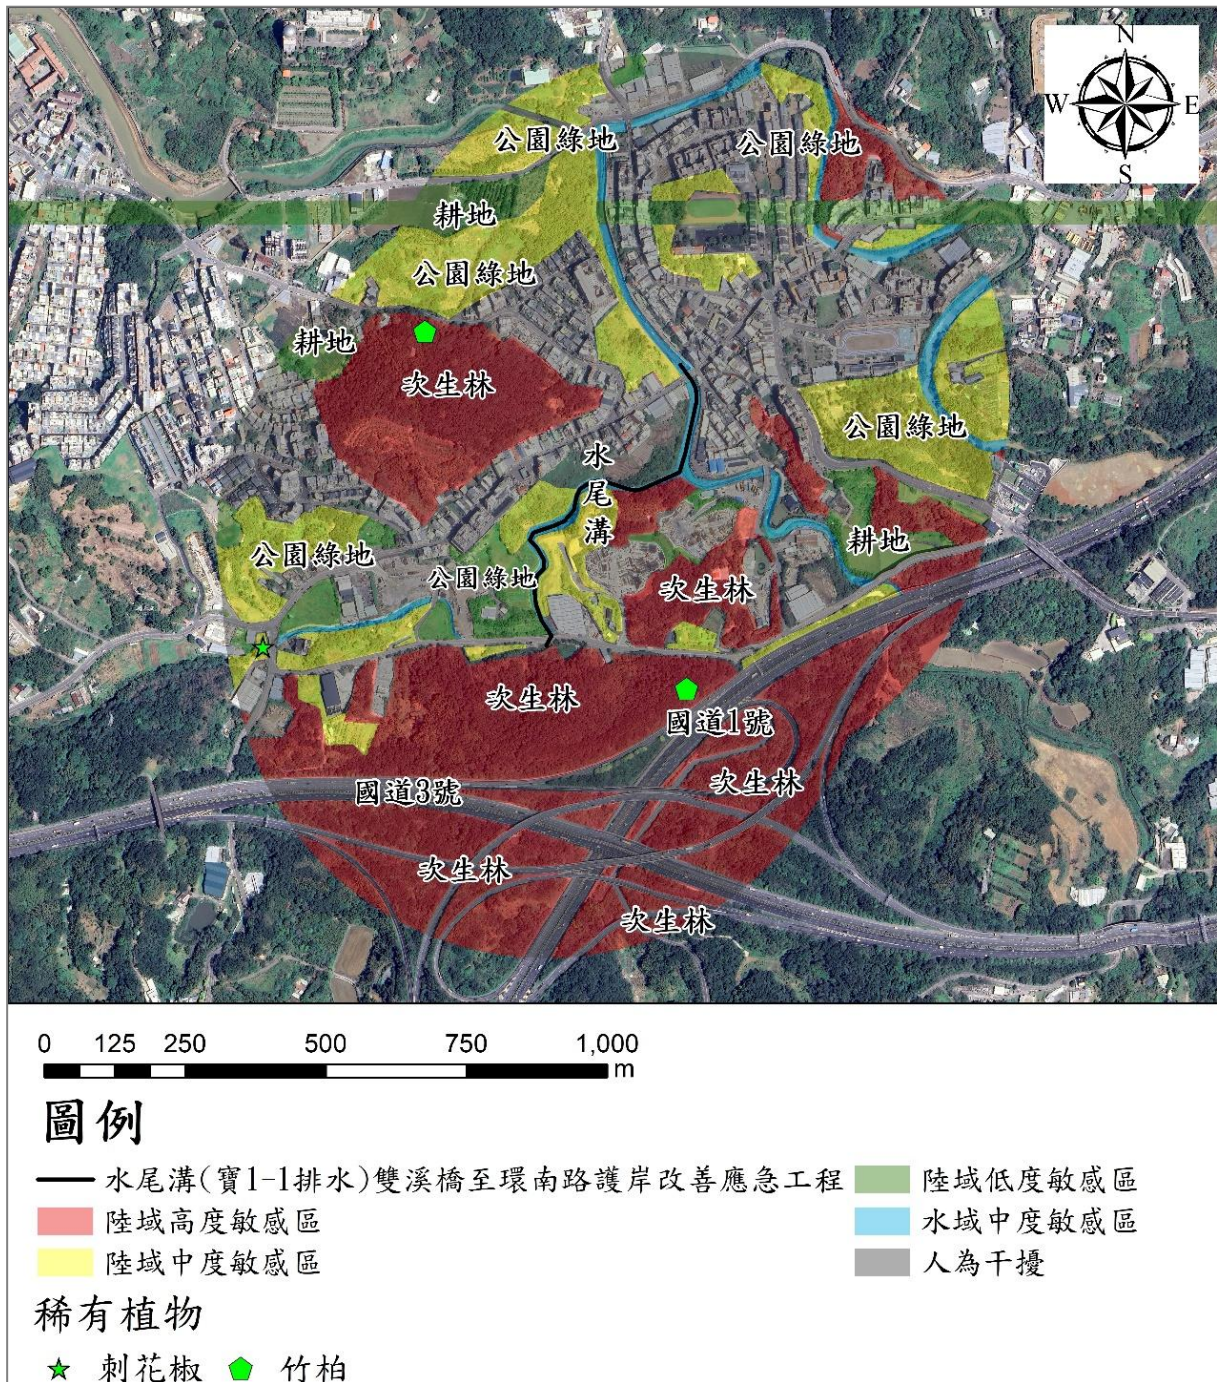 N
W E
S
公園綠地
公園綠地
耕地
公園綠地
耕地
次生林
公園綠地
水尾溝
公園綠地
公園綠地
耕地
次生林
次生林
國道1號
國道3號
次生林
次生林
次生林
0 125 250 500 750 1,000
m
圖例
水尾溝(寶1-1排水)雙溪橋至環南路護岸改善應急工程
陸域低度敏感區
陸域高度敏感區
水域中度敏感區
陸域中度敏感區
人為干擾
稀有植物
刺花椒 竹柏